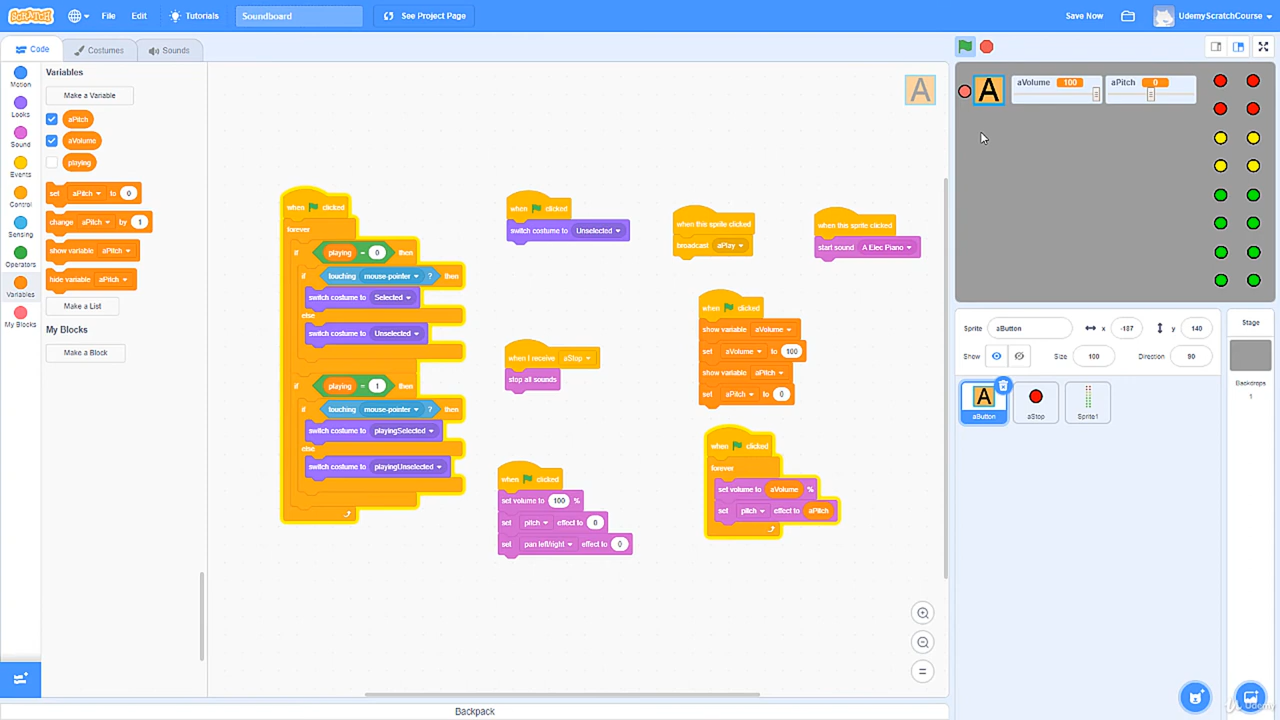 SCRATCH File Edit Tutorials Soundboard See Project Page Save Now UdemyScratchCourse
Code Costumes Sounds
Motion
Looks
Sound
Events
Control
Sensing
Operators
Variables
My Blocks
Variables
Make a Variable
aPitch
aVolume
playing
set aPitch to 0
change aPitch by 1
show variable aPitch
hide variable aPitch
Make a List
My Blocks
Make a Block
when clicked
forever
if playing = 0 then
if touching mouse-pointer ? then
switch costume to Selected
else
switch costume to Unselected
if playing = 1 then
if touching mouse-pointer ? then
switch costume to playingSelected
else
switch costume to playingUnselected
when clicked
switch costume to Unselected
when I receive aStop
stop all sounds
when clicked
set volume to 100 %
set pitch effect to 0
set pan left/right effect to 0
when this sprite clicked
broadcast aPlay
when this sprite clicked
start sound A Elec Piano
when clicked
show variable aVolume
set aVolume to 100
show variable aPitch
set aPitch to 0
when clicked
forever
set volume to aVolume %
set pitch effect to aPitch
A
A
aVolume 100
aPitch 0
Sprite aButton x -187 y 140
Show Size 100 Direction 90
A
aButton
aStop
Sprite1
Stage
Backdrops
1
Backpack
Udemy